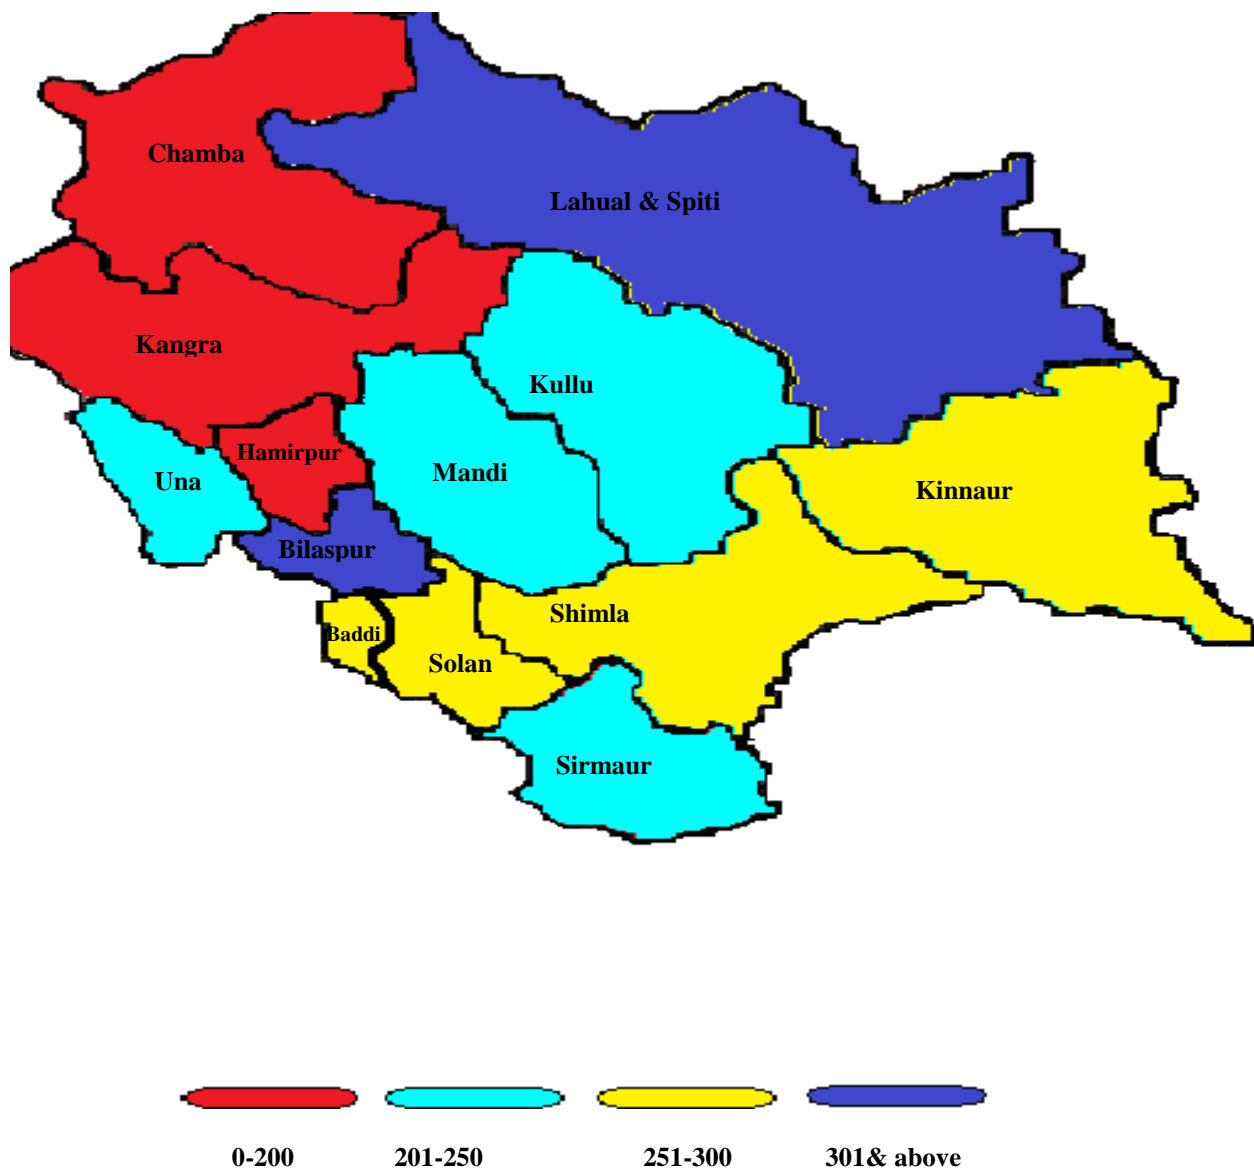 Chamba
Lahual & Spiti
Kangra
Kullu
Hamirpur
Mandi
Una
Kinnaur
Bilaspur
Shimla
Baddi
Solan
Sirmaur
0-200 201-250 251-300 301& above